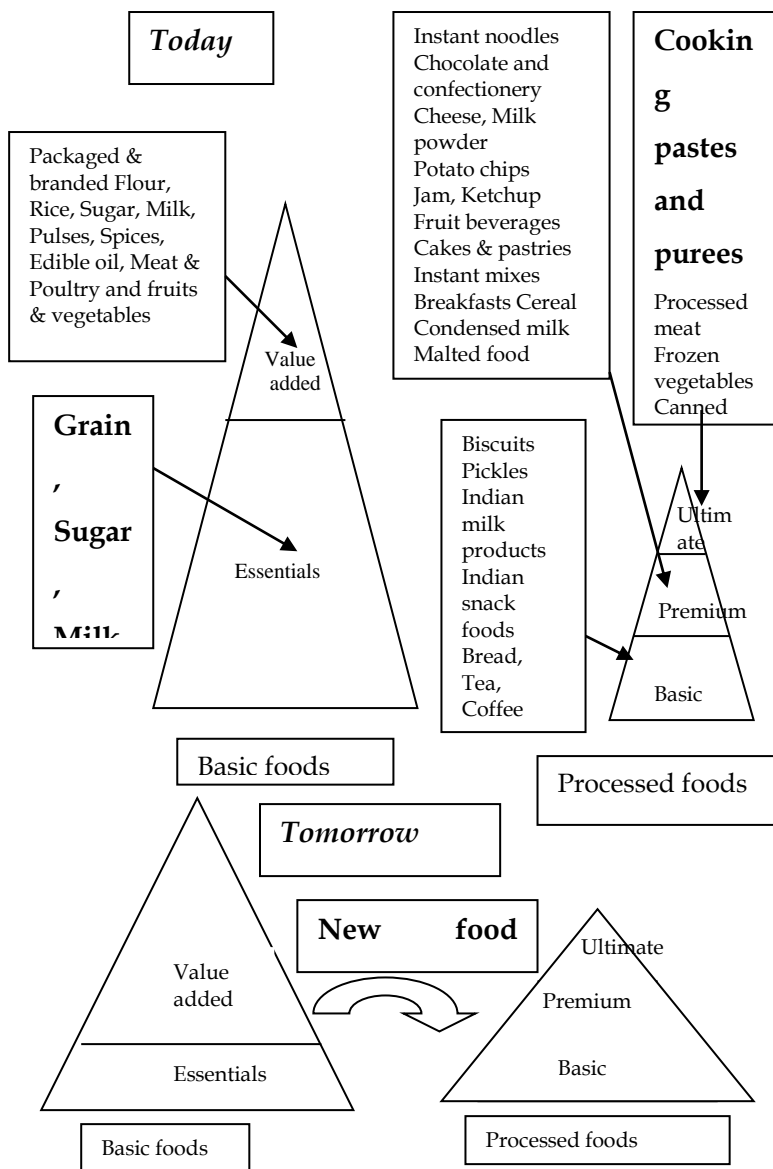 Today
Instant noodles
Chocolate and
confectionery
Cheese, Milk
powder
Potato chips
Jam, Ketchup
Fruit beverages
Cakes & pastries
Instant mixes
Breakfasts Cereal
Condensed milk
Malted food
Cookin
g
pastes
and
purees
Processed
meat
Frozen
vegetables
Canned
Packaged &
branded Flour,
Rice, Sugar, Milk,
Pulses, Spices,
Edible oil, Meat &
Poultry and fruits
& vegetables
Value
added
Grain
,
Sugar
,
Milk
Essentials
Biscuits
Pickles
Indian
milk
products
Indian
snack
foods
Bread,
Tea,
Coffee
Ultim
ate
Premium
Basic
Basic foods
Processed foods
Tomorrow
New food
Value
added
Essentials
Ultimate
Premium
Basic
Basic foods
Processed foods